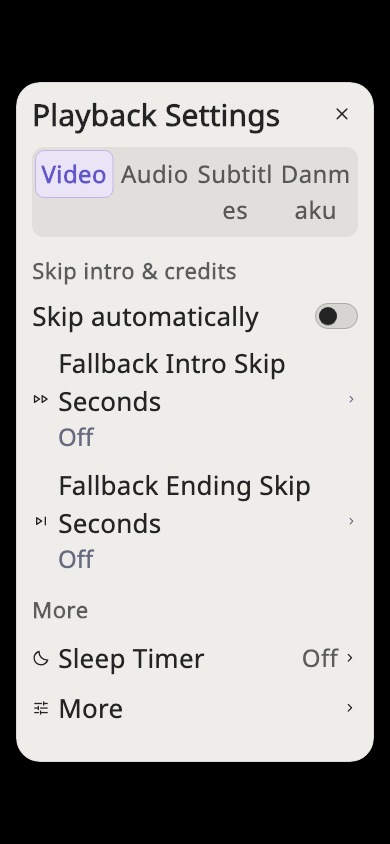 Playback Settings
Video
Audio
Subtitl
es
Danm
aku
Skip intro & credits
Skip automatically
Fallback Intro Skip
Seconds
Off
Fallback Ending Skip
Seconds
Off
More
Sleep Timer
Off
More